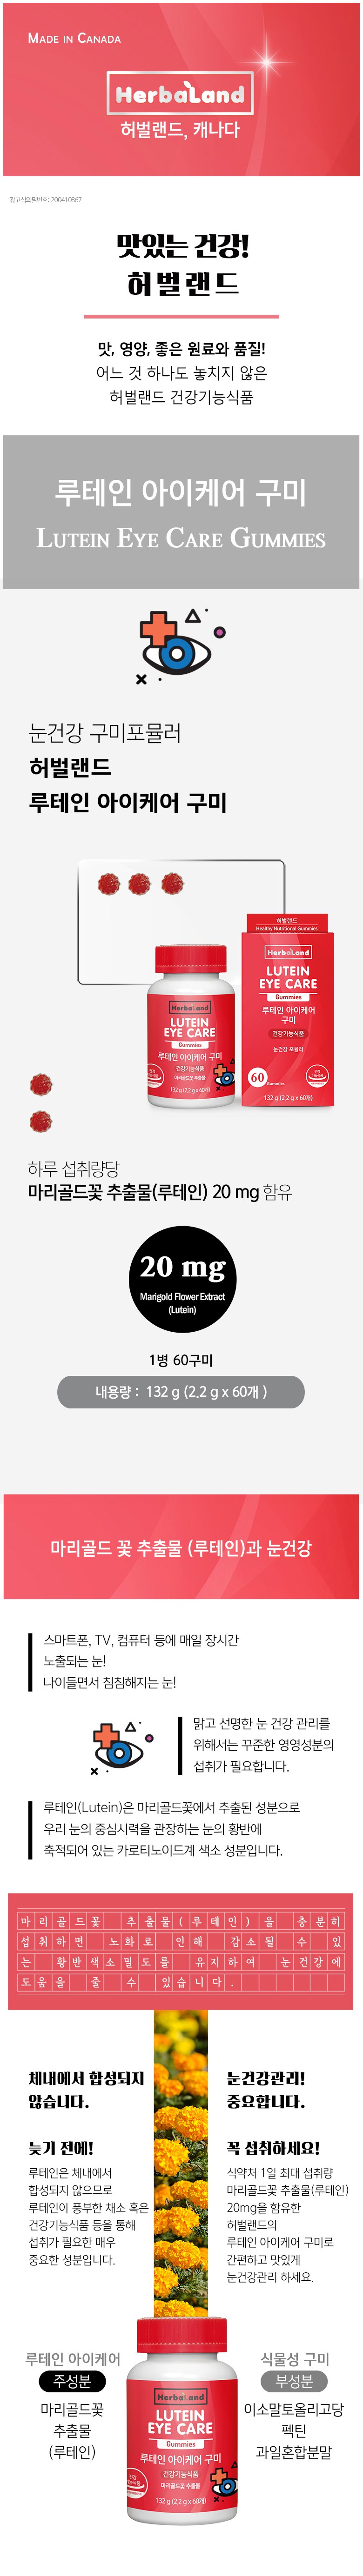 MADE IN CANADA
HerbaLand
허벌랜드, 캐나다
광고심의필번호: 200410867
맛있는 건강!
허벌랜드
맛, 영양, 좋은 원료와 품질!
어느 것 하나도 놓치지 않은
허벌랜드 건강기능식품
루테인 아이케어 구미
LUTEIN EYE CARE GUMMIES
눈건강 구미포뮬러
허벌랜드
루테인 아이케어 구미
허벌랜드
Healthy Nutritional Gummies
HerbaLand
LUTEIN
EYE CARE
Gummies
루테인 아이케어
구미
건강기능식품
눈건강 포뮬러
60
Gummies
132 g (2.2 g x 60개)
HerbaLand
LUTEIN
EYE CARE
Gummies
루테인 아이케어 구미
건강기능식품
마리골드꽃 추출물
132 g (2.2 g x 60개)
하루 섭취량당
마리골드꽃 추출물(루테인) 20 mg 함유
20 mg
Marigold Flower Extract
(Lutein)
1병 60구미
내용량 : 132 g (2.2 g x 60개 )
마리골드 꽃 추출물 (루테인)과 눈건강
스마트폰, TV, 컴퓨터 등에 매일 장시간
노출되는 눈!
나이들면서 침침해지는 눈!
맑고 선명한 눈 건강 관리를
위해서는 꾸준한 영영성분의
섭취가 필요합니다.
루테인(Lutein)은 마리골드꽃에서 추출된 성분으로
우리 눈의 중심시력을 관장하는 눈의 황반에
축적되어 있는 카로티노이드계 색소 성분입니다.
마리골드꽃 추출물(루테인)을 충분히
섭취하면 노화로 인해 감소될 수 있
는 황반색소밀도를 유지하여 눈건강에
도움을 줄 수 있습니다.
체내에서 합성되지
않습니다.
늦기 전에!
루테인은 체내에서
합성되지 않으므로
루테인이 풍부한 채소 혹은
건강기능식품 등을 통해
섭취가 필요한 매우
중요한 성분입니다.
눈건강관리!
중요합니다.
꼭 섭취하세요!
식약처 1일 최대 섭취량
마리골드꽃 추출물(루테인)
20mg을 함유한
허벌랜드의
루테인 아이케어 구미로
간편하고 맛있게
눈건강관리 하세요.
루테인 아이케어
주성분
마리골드꽃
추출물
(루테인)
HerbaLand
LUTEIN
EYE CARE
Gummies
루테인 아이케어 구미
건강기능식품
마리골드꽃 추출물
132 g (2.2 g x 60개)
식물성 구미
부성분
이소말토올리고당
펙틴
과일혼합분말